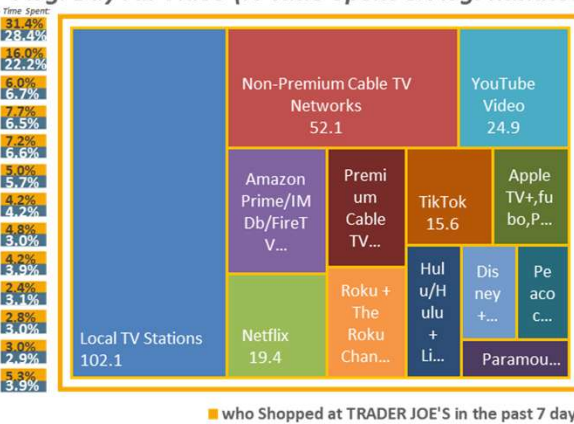 Time Spent:
31.4%
28.4%
16.0%
22.2%
6.0%
6.7%
7.7%
6.5%
7.2%
6.6%
5.0%
5.7%
4.2%
4.2%
4.8%
3.0%
4.2%
3.9%
2.4%
3.1%
2.8%
3.0%
3.0%
2.9%
5.3%
3.9%
Local TV Stations
102.1
Non-Premium Cable TV
Networks
52.1
YouTube
Video
24.9
Amazon
Prime/IM
Db/FireT
V...
Premi
um
Cable
TV...
TikTok
15.6
Apple
TV+,fu
bo,P...
Netflix
19.4
Roku +
The
Roku
Chan...
Hul
u/H
ulu
+
Li...
Dis
ney
+...
Pe
aco
c...
Paramou...
who Shopped at TRADER JOE'S in the past 7 day